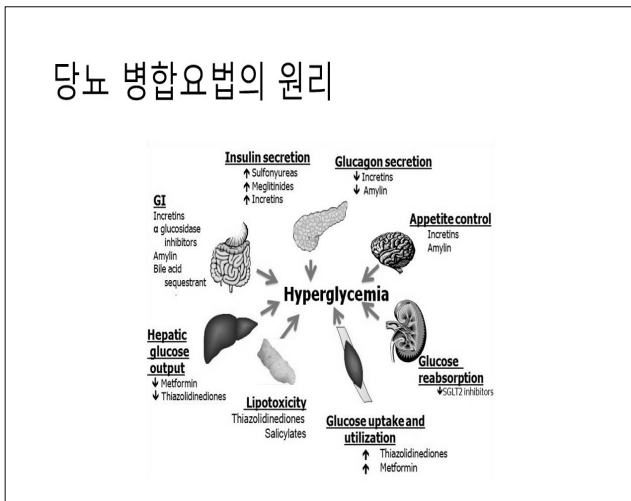 당뇨 병합요법의 원리
Insulin secretion
↑ Sulfonyureas
↑ Meglitinides
↑ Incretins
Glucagon secretion
↓ Incretins
↓ Amylin
GI
Incretins
α glucosidase
inhibitors
Amylin
Bile acid
sequestrant
Appetite control
Incretins
Amylin
Hyperglycemia
Hepatic
glucose
output
↓ Metformin
↓ Thiazolidinediones
Lipotoxicity
Thiazolidinediones
Salicylates
Glucose uptake and
utilization
↑ Thiazolidinediones
↑ Metformin
Glucose
reabsorption
↓SGLT2 inhibitors